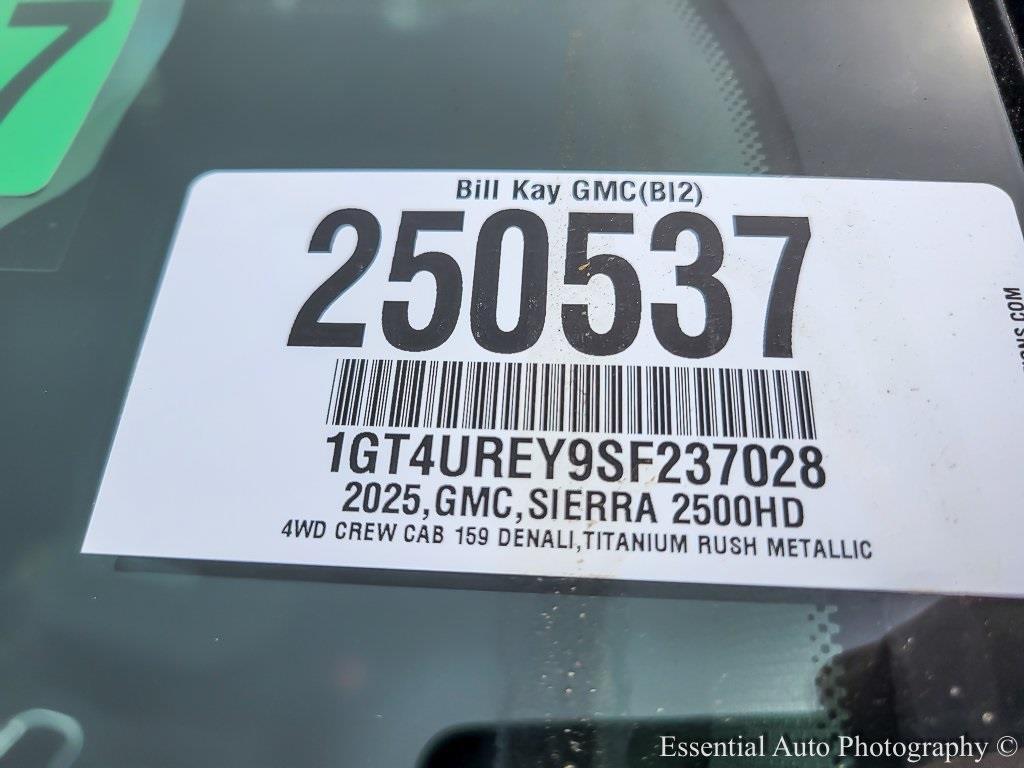 7
Bill Kay GMC(BI2)
250537
1GT4UREY9SF237028
2025,GMC,SIERRA 2500HD
4WD CREW CAB 159 DENALI,TITANIUM RUSH METALLIC
Essential Auto Photography ©